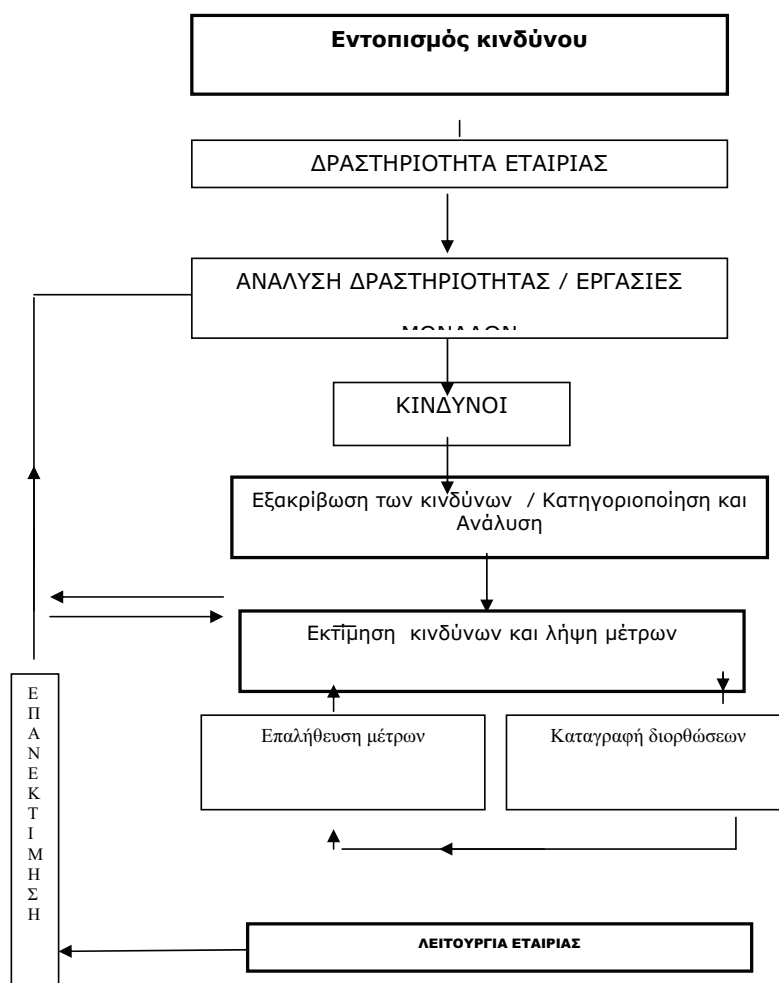 Εντοπισμός κινδύνου
ΔΡΑΣΤΗΡΙΟΤΗΤΑ ΕΤΑΙΡΙΑΣ
ΑΝΑΛΥΣΗ ΔΡΑΣΤΗΡΙΟΤΗΤΑΣ / ΕΡΓΑΣΙΕΣ
ΚΙΝΔΥΝΟΙ
Εξακρίβωση των κινδύνων / Κατηγοριοποίηση και
Ανάλυση
Εκτίμηση κινδύνων και λήψη μέτρων
Επαλήθευση μέτρων
Καταγραφή διορθώσεων
Ε
Π
Α
Ν
Ε
Κ
Τ
Ι
Μ
Η
Σ
Η
ΛΕΙΤΟΥΡΓΙΑ ΕΤΑΙΡΙΑΣ